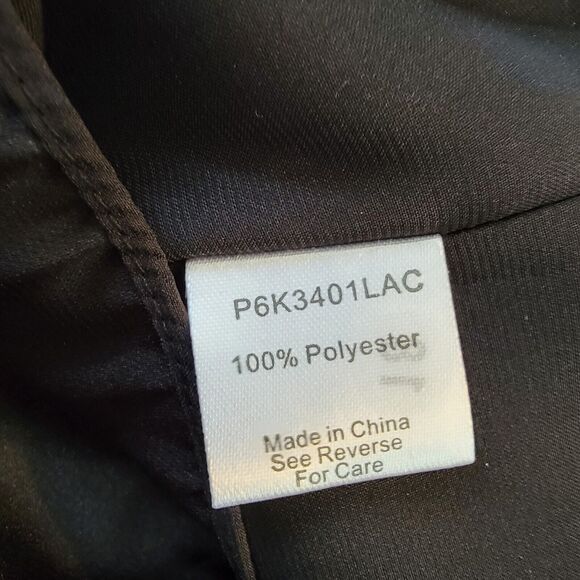 P6K3401LAC
100% Polyester
Made in China
See Reverse
For Care